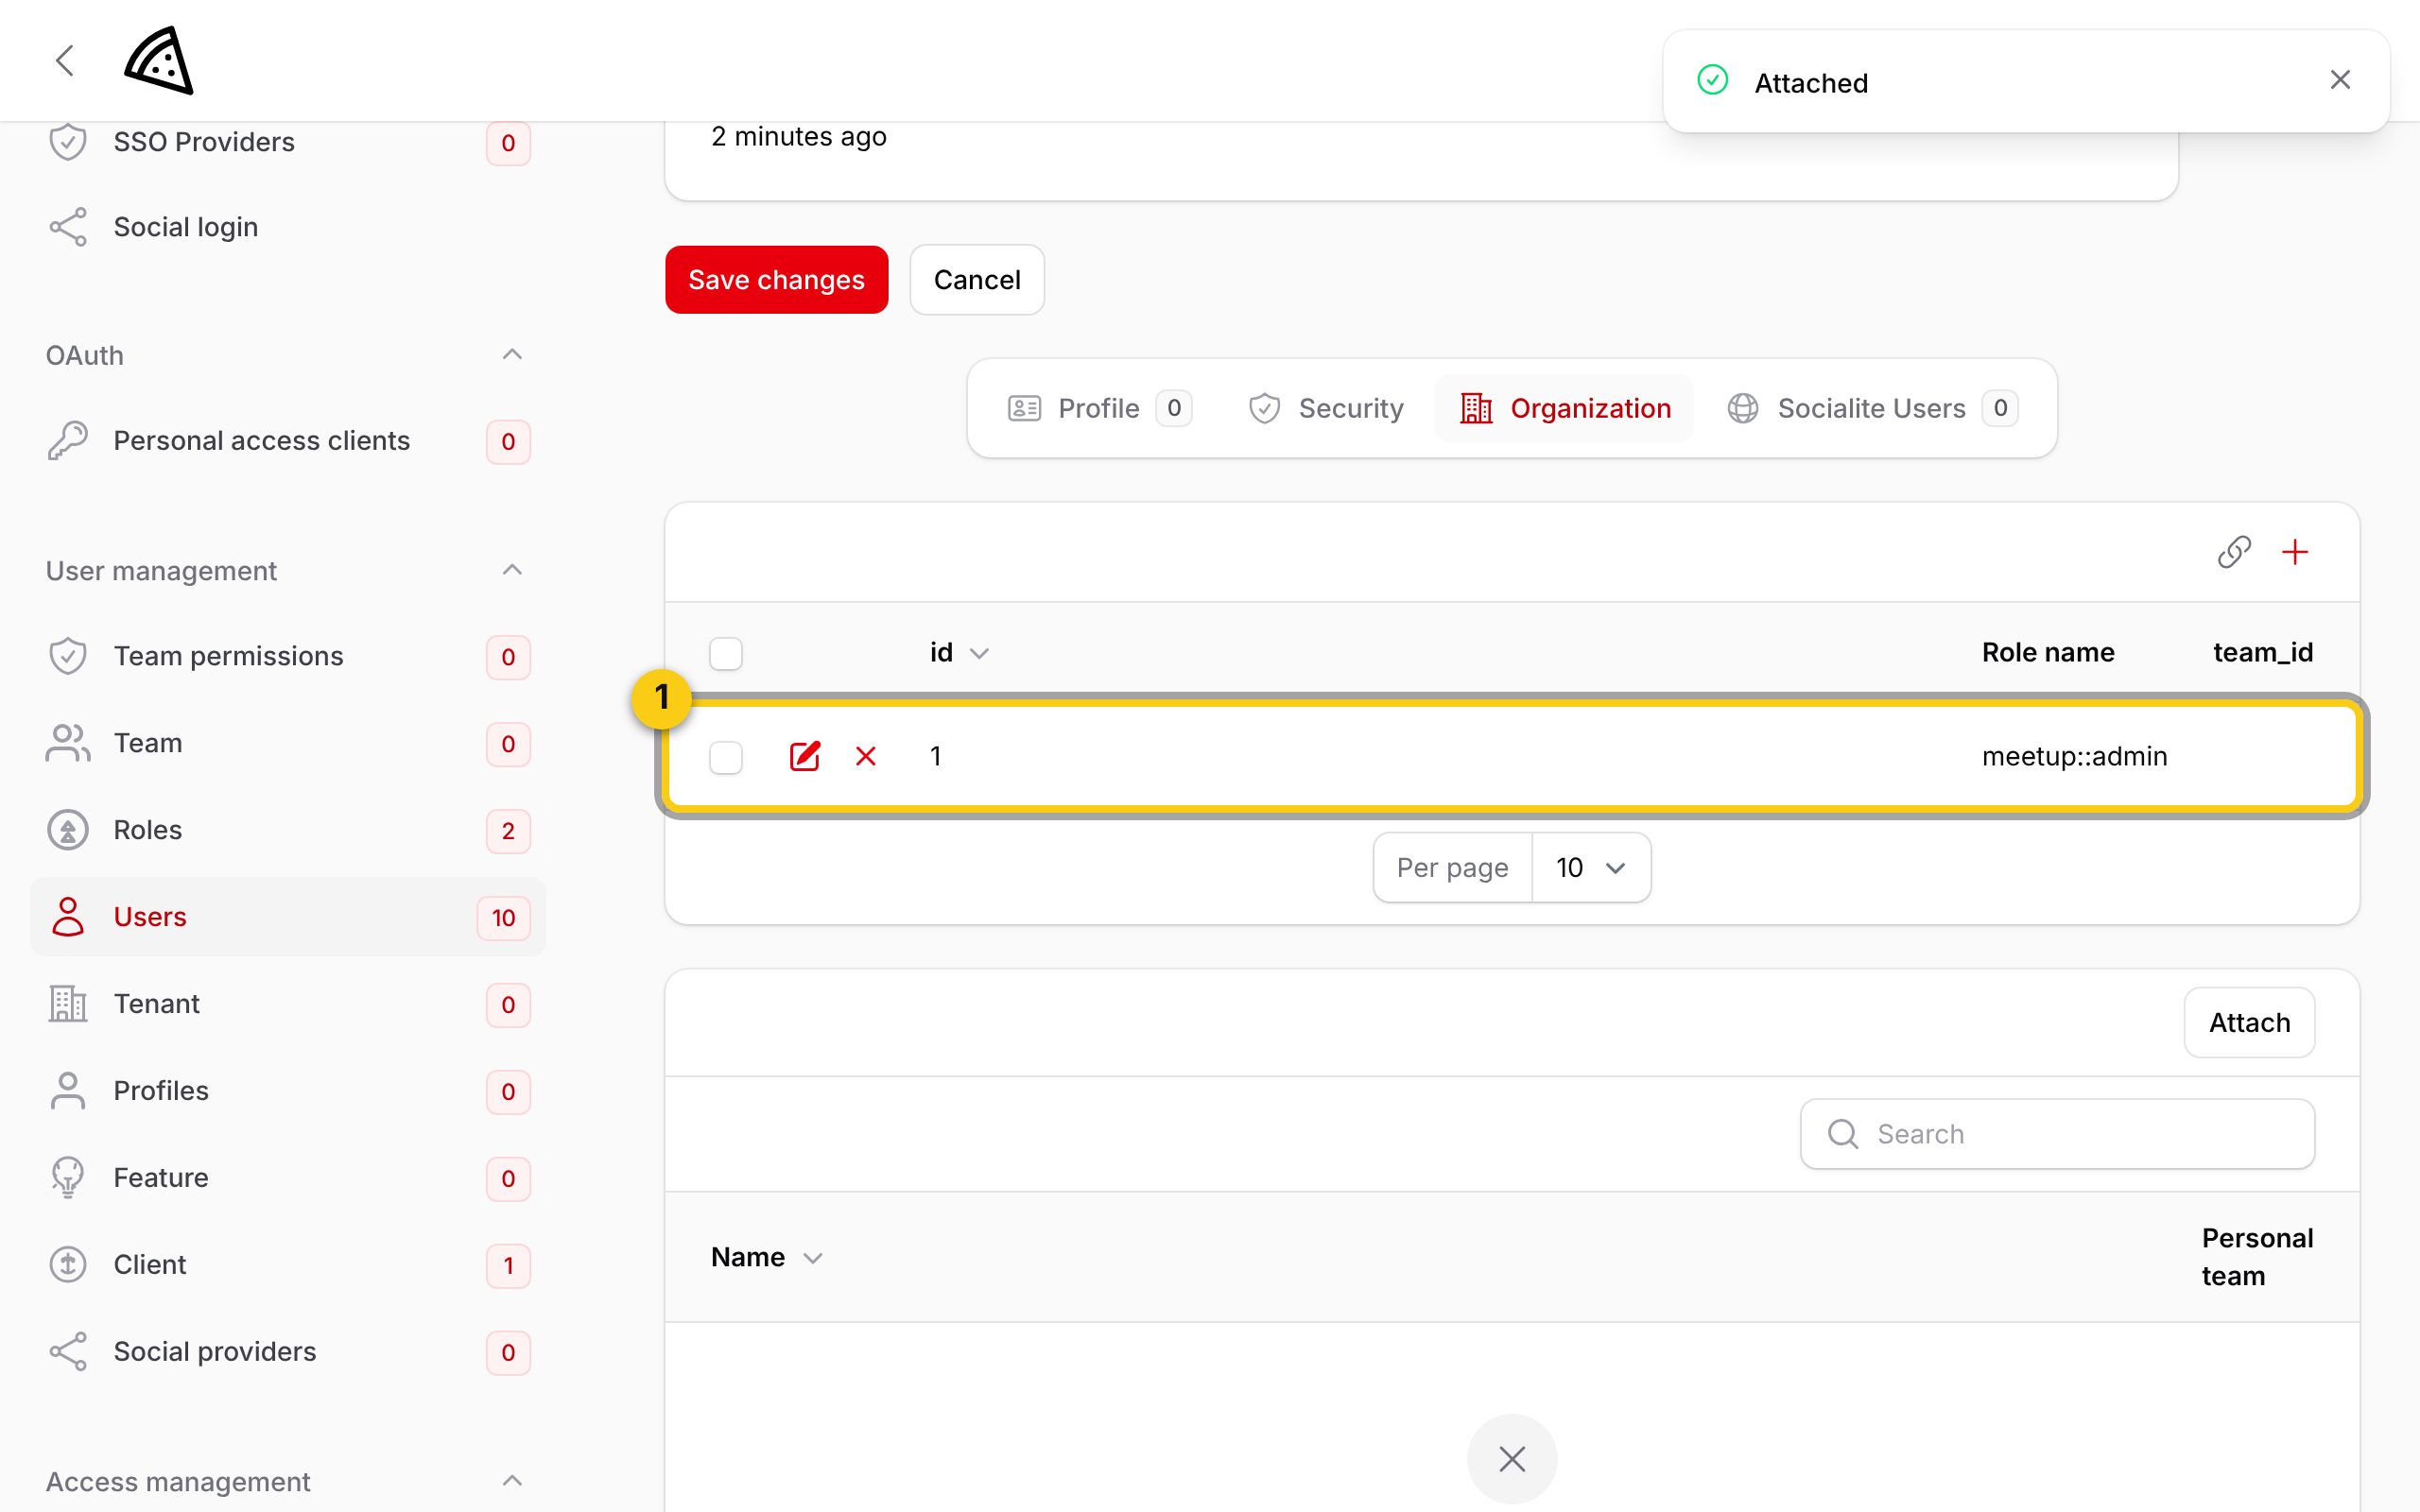 Attached
SSO Providers 0
2 minutes ago
Social login
Save changes Cancel
OAuth
Profile 0 Security Organization Socialite Users 0
Personal access clients 0
User management
Team permissions 0
id Role name team_id
1
Team 0
1 meetup::admin
Roles 2
Per page 10
Users 10
Tenant 0
Attach
Profiles 0
Search
Feature 0
Name Personal team
Client 1
Social providers 0
Access management